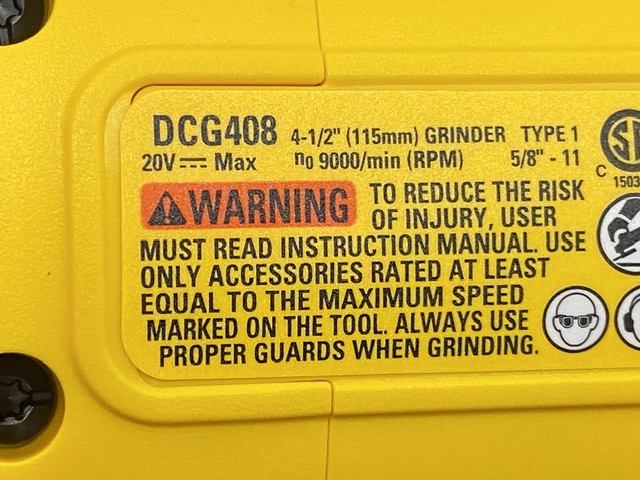 DCG408 4-1/2" (115mm) GRINDER TYPE 1
20V⎓ Max n0 9000/min (RPM) 5/8" - 11
C 1503
WARNING TO REDUCE THE RISK
OF INJURY, USER
MUST READ INSTRUCTION MANUAL. USE
ONLY ACCESSORIES RATED AT LEAST
EQUAL TO THE MAXIMUM SPEED
MARKED ON THE TOOL. ALWAYS USE
PROPER GUARDS WHEN GRINDING.